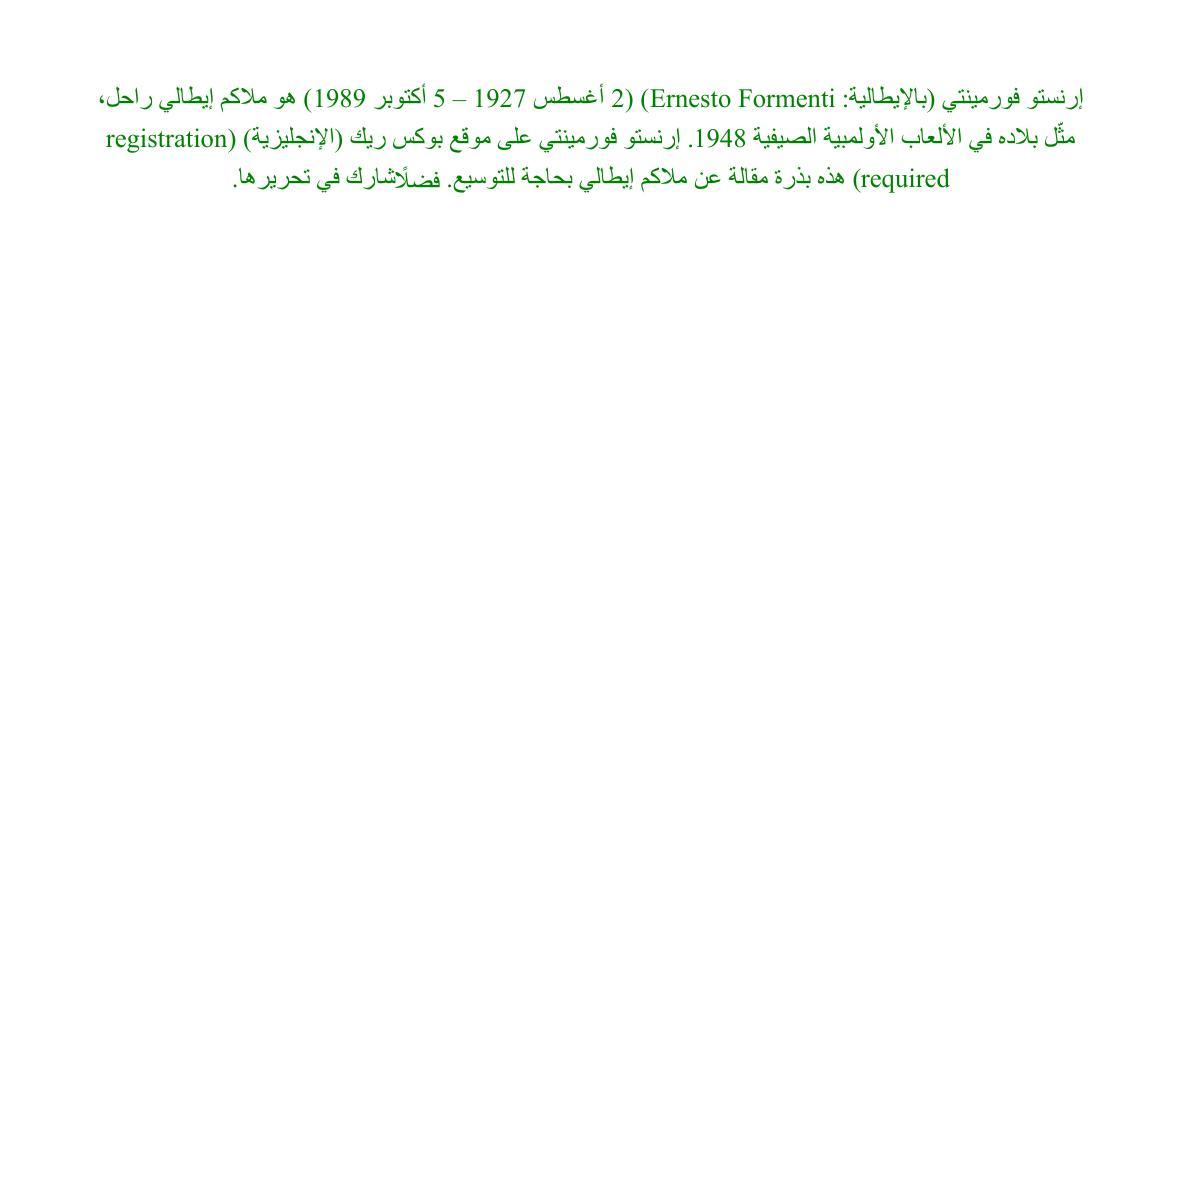 إرنستو فورمينتي (بالإيطالية: Ernesto Formenti) (2 أغسطس 1927 – 5 أكتوبر 1989) هو ملاكم إيطالي راحل،
مثّل بلاده في الألعاب الأولمبية الصيفية 1948. إرنستو فورمينتي على موقع بوكس ريك (الإنجليزية) (registration
required) هذه بذرة مقالة عن ملاكم إيطالي بحاجة للتوسيع. فضلًاشارك في تحريرها.